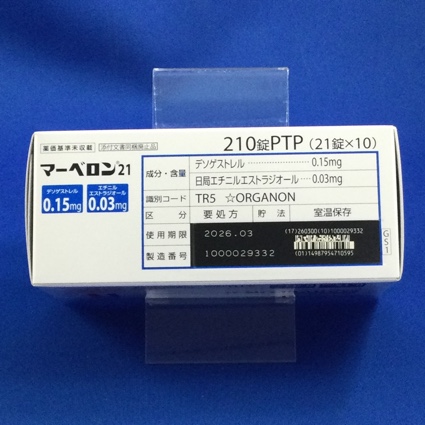 薬価基準未収載 添付文書同梱廃止品
210錠PTP (21錠×10)
マーベロン®21
デソゲストレル 0.15mg
エチニルエストラジオール 0.03mg
成分・含量 デソゲストレル……………0.15mg
日局エチニルエストラジオール…0.03mg
識別コード TR5 ☆ORGANON
区分 要処方 貯法 室温保存
使用期限 2026.03
製造番号 1000029332
(17)260300(10)1000029332
(01)14987954710595
GS1